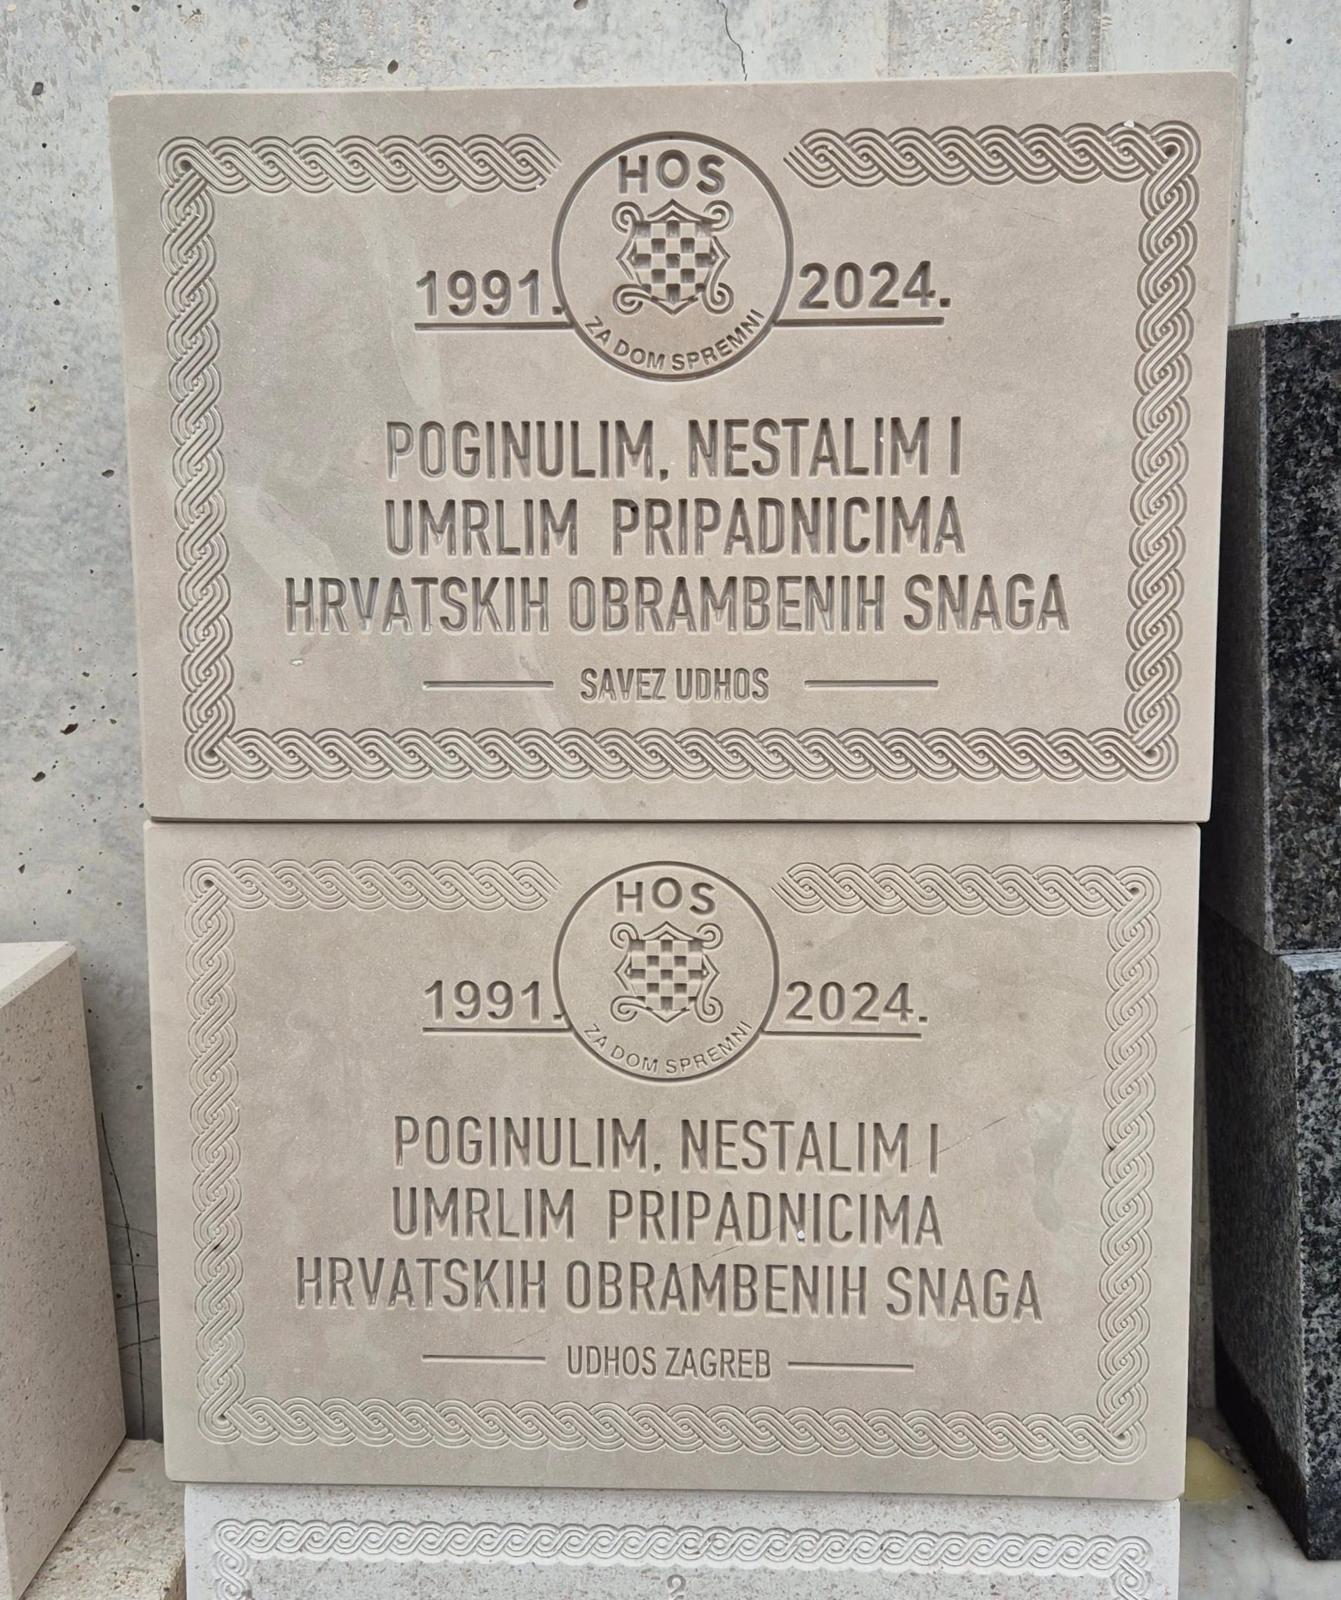 HOS
1991. 2024.
ZA DOM SPREMNI
POGINULIM, NESTALIM I
UMRLIM PRIPADNICIMA
HRVATSKIH OBRAMBENIH SNAGA
SAVEZ UDHOS
HOS
1991. 2024.
ZA DOM SPREMNI
POGINULIM, NESTALIM I
UMRLIM PRIPADNICIMA
HRVATSKIH OBRAMBENIH SNAGA
UDHOS ZAGREB